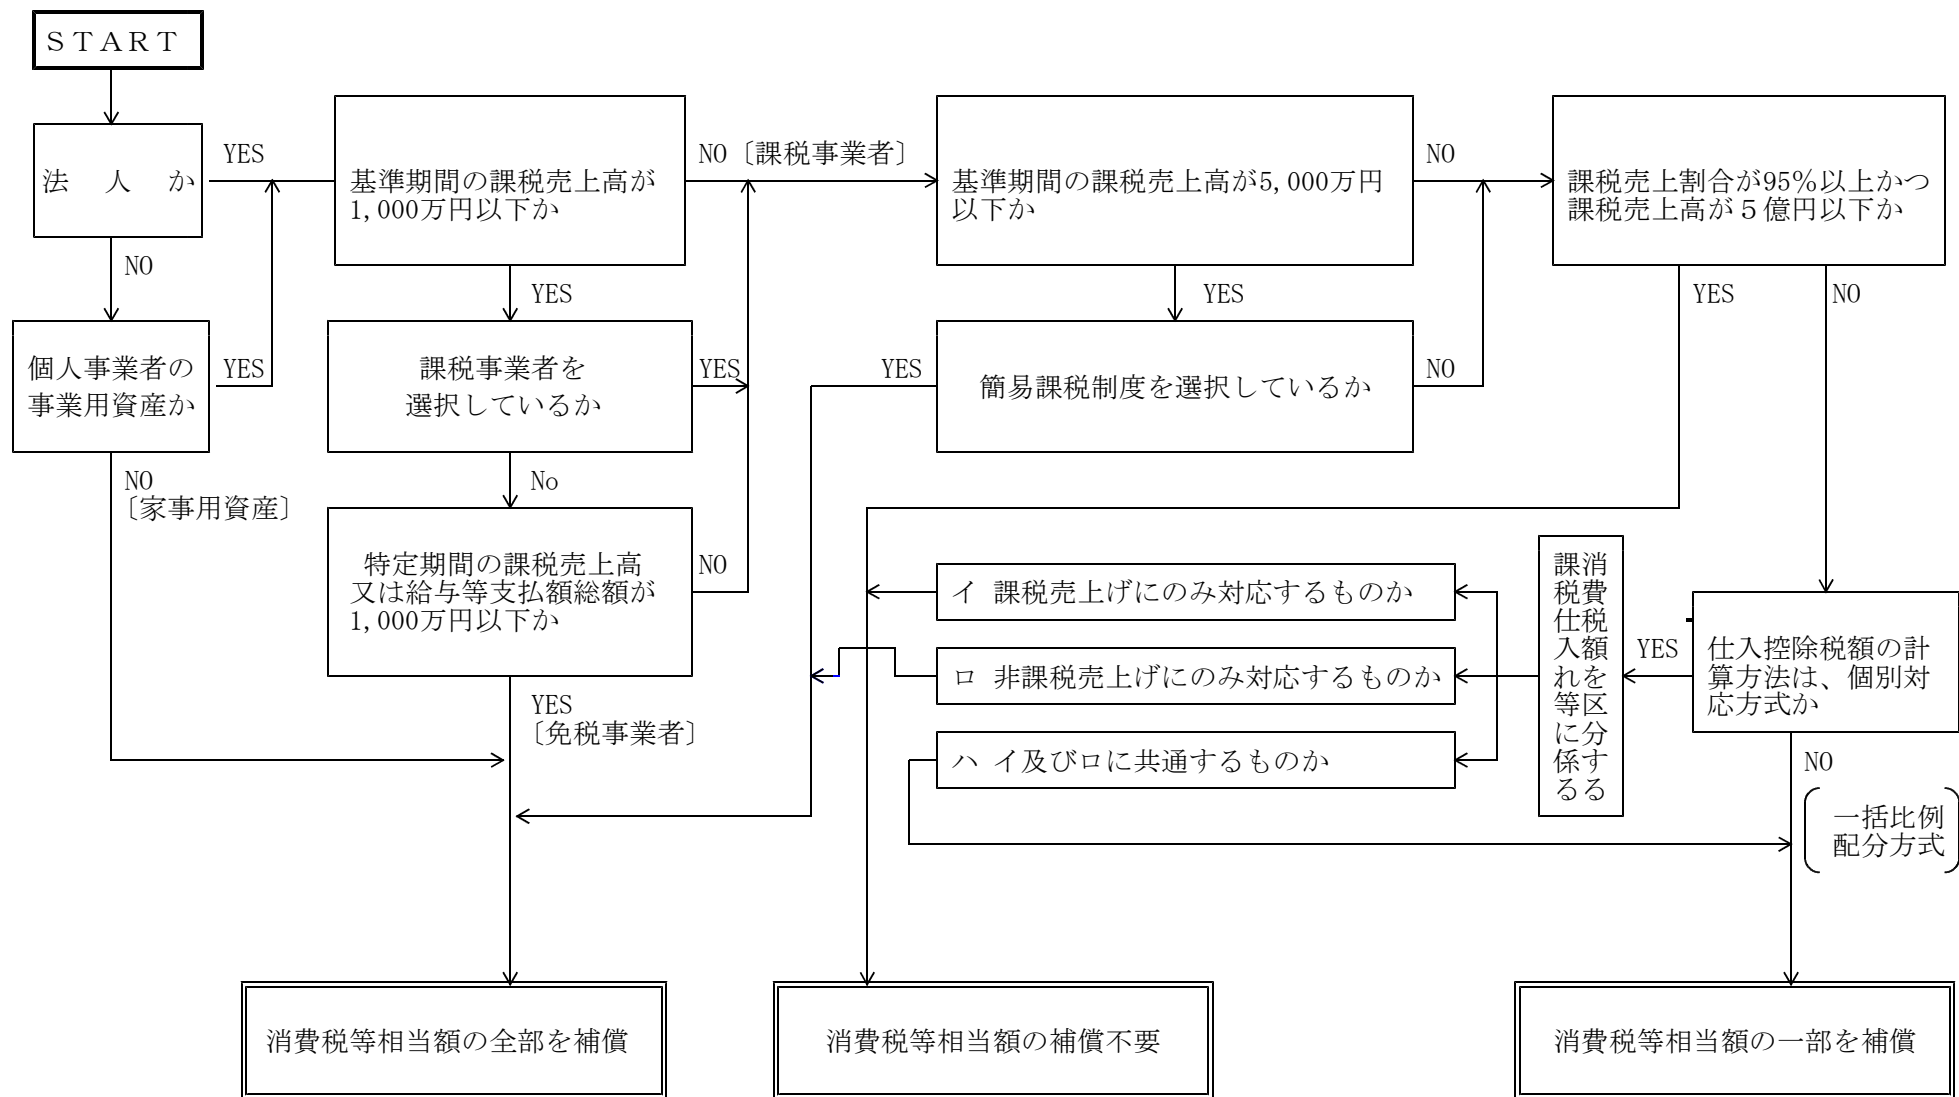 ＳＴＡＲＴ
法　人　か
YES
NO
個人事業者の
事業用資産か
YES
NO
〔家事用資産〕
基準期間の課税売上高が
1,000万円以下か
NO〔課税事業者〕
YES
課税事業者を
選択しているか
YES
No
特定期間の課税売上高
又は給与等支払額総額が
1,000万円以下か
NO
YES
〔免税事業者〕
基準期間の課税売上高が5,000万円
以下か
NO
YES
簡易課税制度を選択しているか
YES
NO
課税売上割合が95％以上かつ
課税売上高が５億円以下か
YES
NO
仕入控除税額の計
算方法は、個別対
応方式か
YES
NO
一括比例
配分方式
消費税額を区分する
課税仕入れ等に係る
イ 課税売上げにのみ対応するものか
ロ 非課税売上げにのみ対応するものか
ハ イ及びロに共通するものか
消費税等相当額の全部を補償
消費税等相当額の補償不要
消費税等相当額の一部を補償